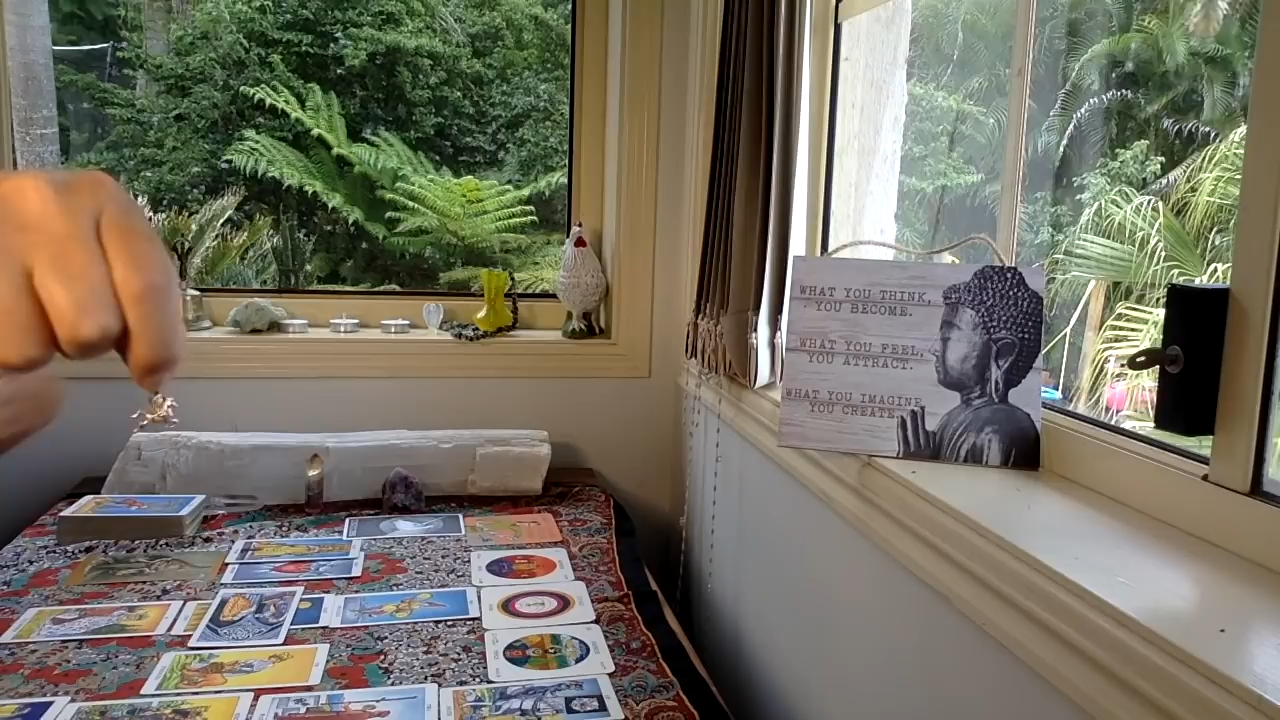 WHAT YOU THINK,
YOU BECOME.
WHAT YOU FEEL,
YOU ATTRACT.
WHAT YOU IMAGINE
YOU CREATE.